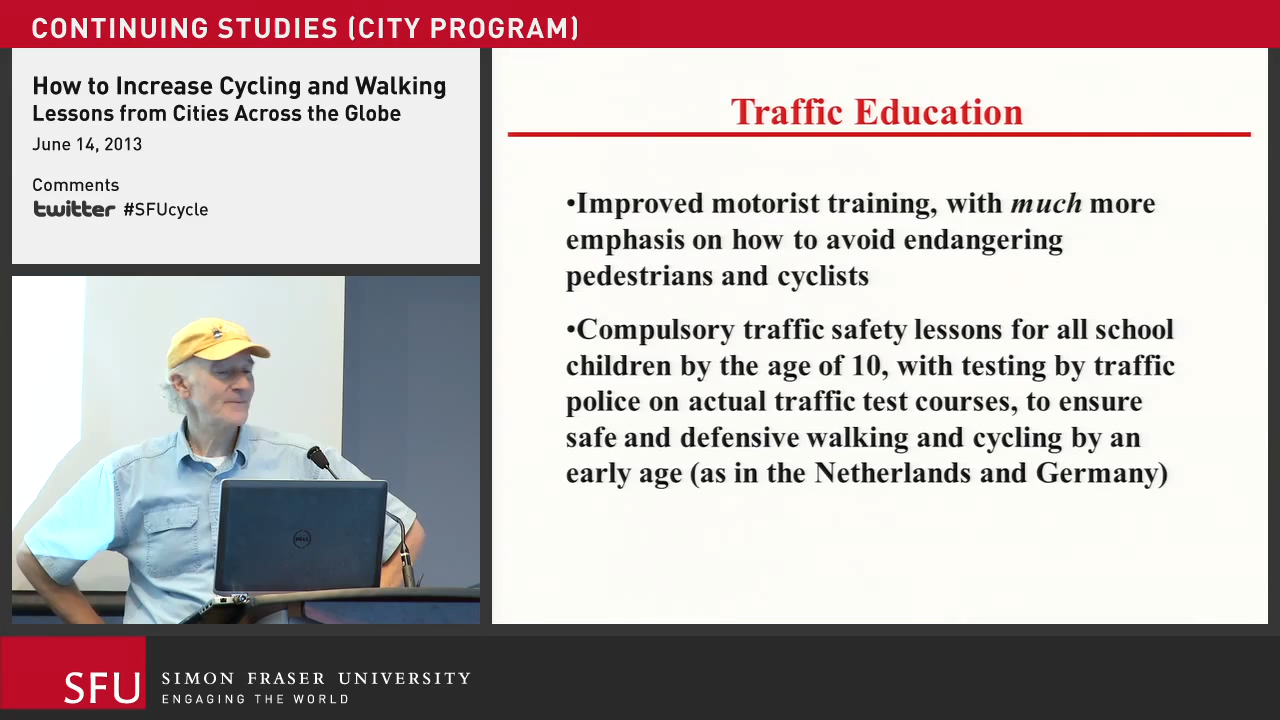 CONTINUING STUDIES (CITY PROGRAM)
How to Increase Cycling and Walking
Lessons from Cities Across the Globe
June 14, 2013
Comments
twitter #SFUcycle
Traffic Education
•Improved motorist training, with much more
emphasis on how to avoid endangering
pedestrians and cyclists
•Compulsory traffic safety lessons for all school
children by the age of 10, with testing by traffic
police on actual traffic test courses, to ensure
safe and defensive walking and cycling by an
early age (as in the Netherlands and Germany)
DELL
SFU
SIMON FRASER UNIVERSITY
ENGAGING THE WORLD